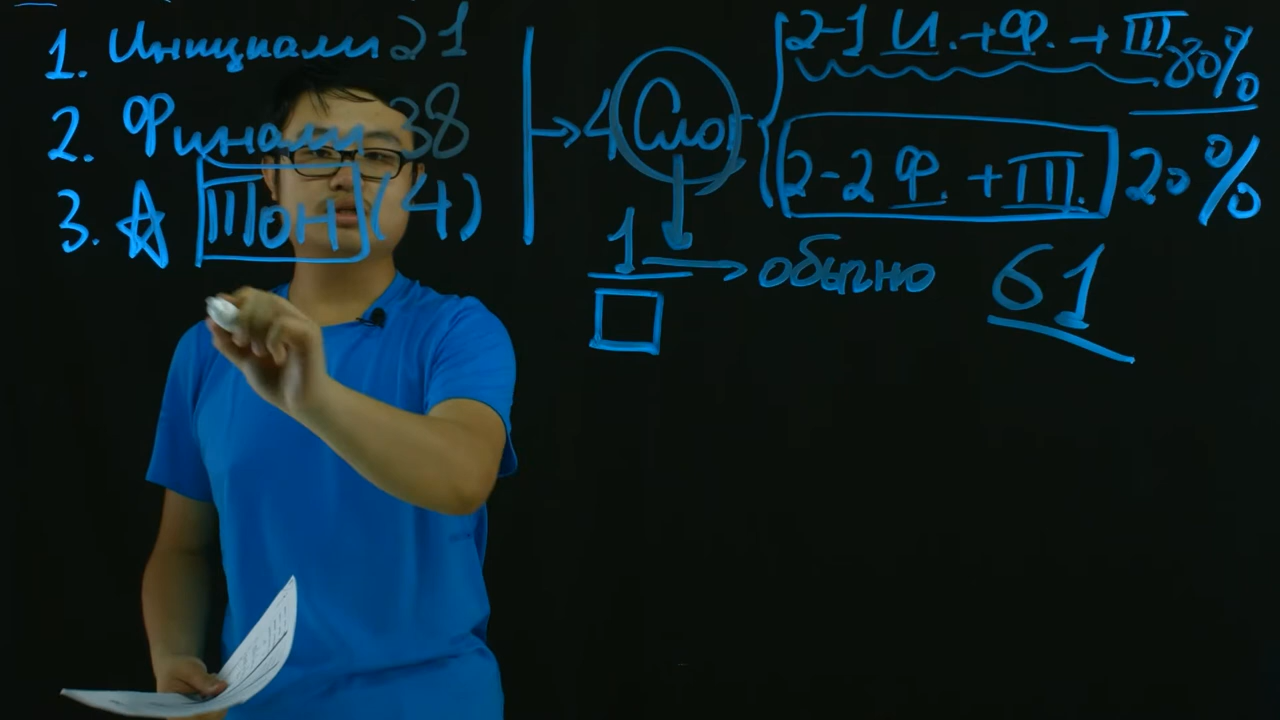 1. Инициали 21
2. Финали 38
3. ☆ Тон (4)
→ 4 Слог
2-1 И. + Ф. + Т 80%
2-2 Ф. + Т. 20%
1 → обычно 61